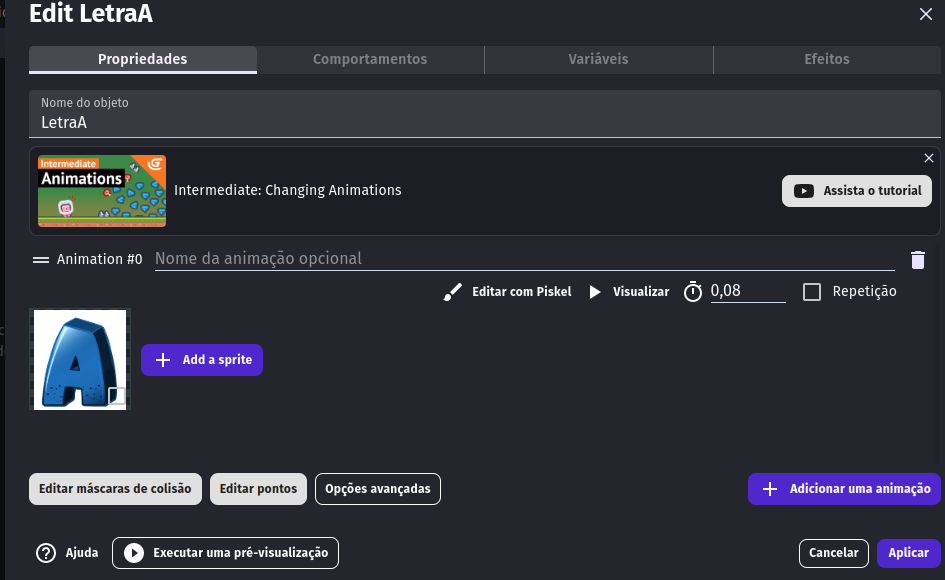 Edit LetraA
Propriedades
Comportamentos
Variáveis
Efeitos
Nome do objeto
LetraA
Intermediate
Animations
Intermediate: Changing Animations
Assista o tutorial
Animation #0
Nome da animação opcional
Editar com Piskel
Visualizar
0,08
Repetição
A
Add a sprite
Editar máscaras de colisão
Editar pontos
Opções avançadas
Adicionar uma animação
Ajuda
Executar uma pré-visualização
Cancelar
Aplicar